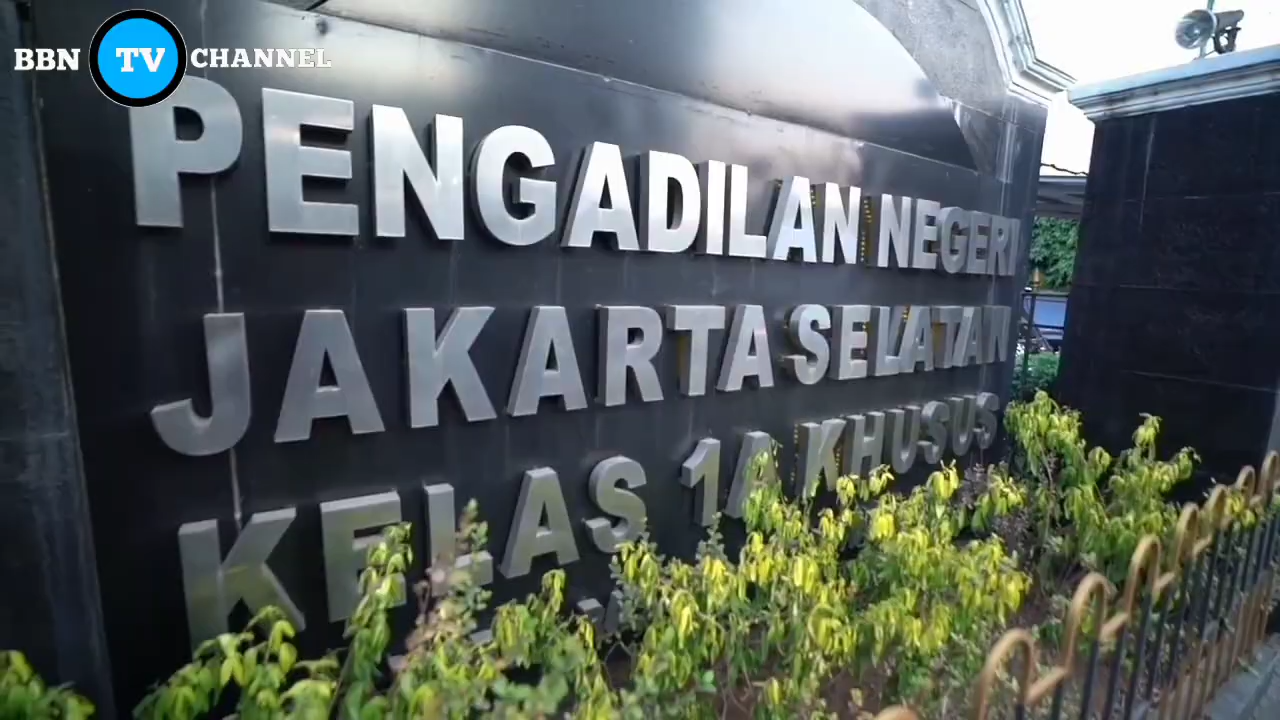 BBN TV CHANNEL
PENGADILAN NEGERI
JAKARTA SELATAN
KELAS 1A KHUSUS